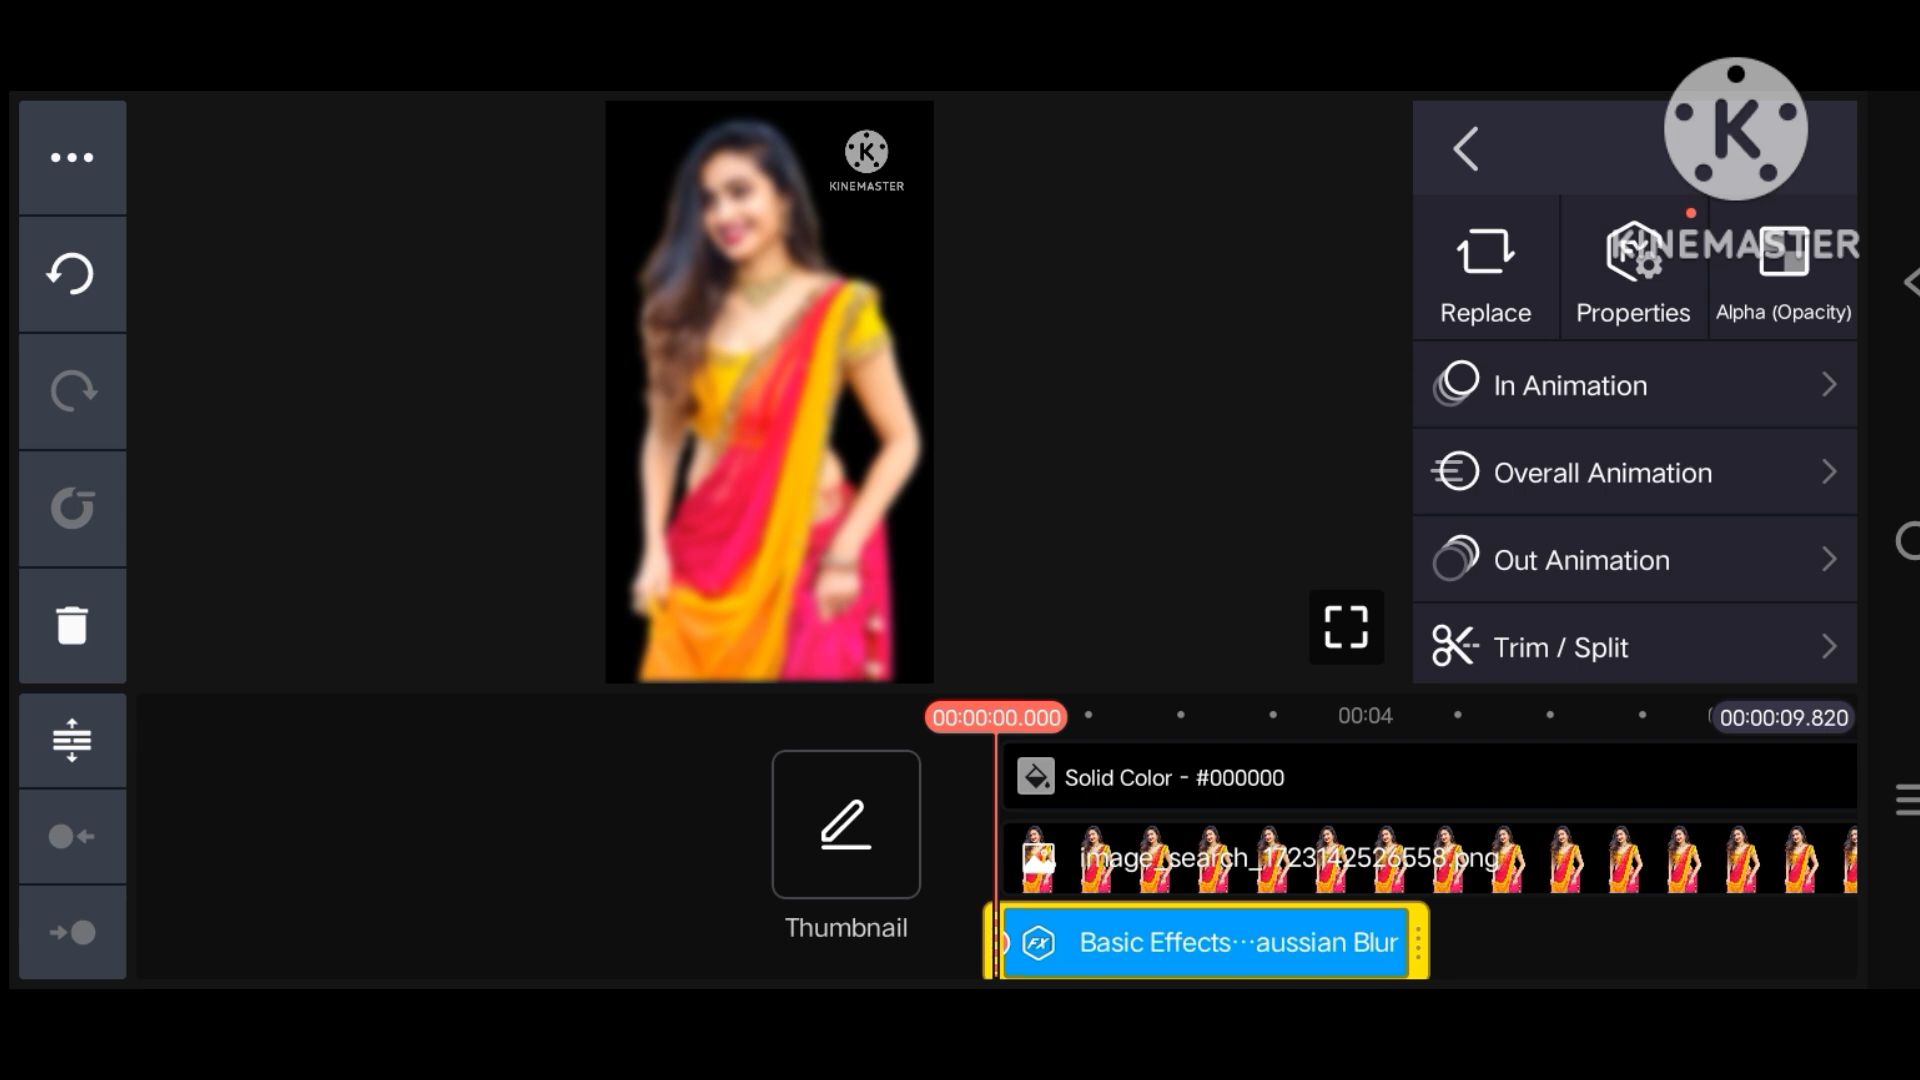 K
KINEMASTER
K
KINEMASTER
Replace
Properties
Alpha (Opacity)
In Animation
Overall Animation
Out Animation
Trim / Split
00:00:00.000
00:04
00:00:09.820
Solid Color - #000000
image_search_1723142526558.png
Thumbnail
FX
Basic Effects···aussian Blur